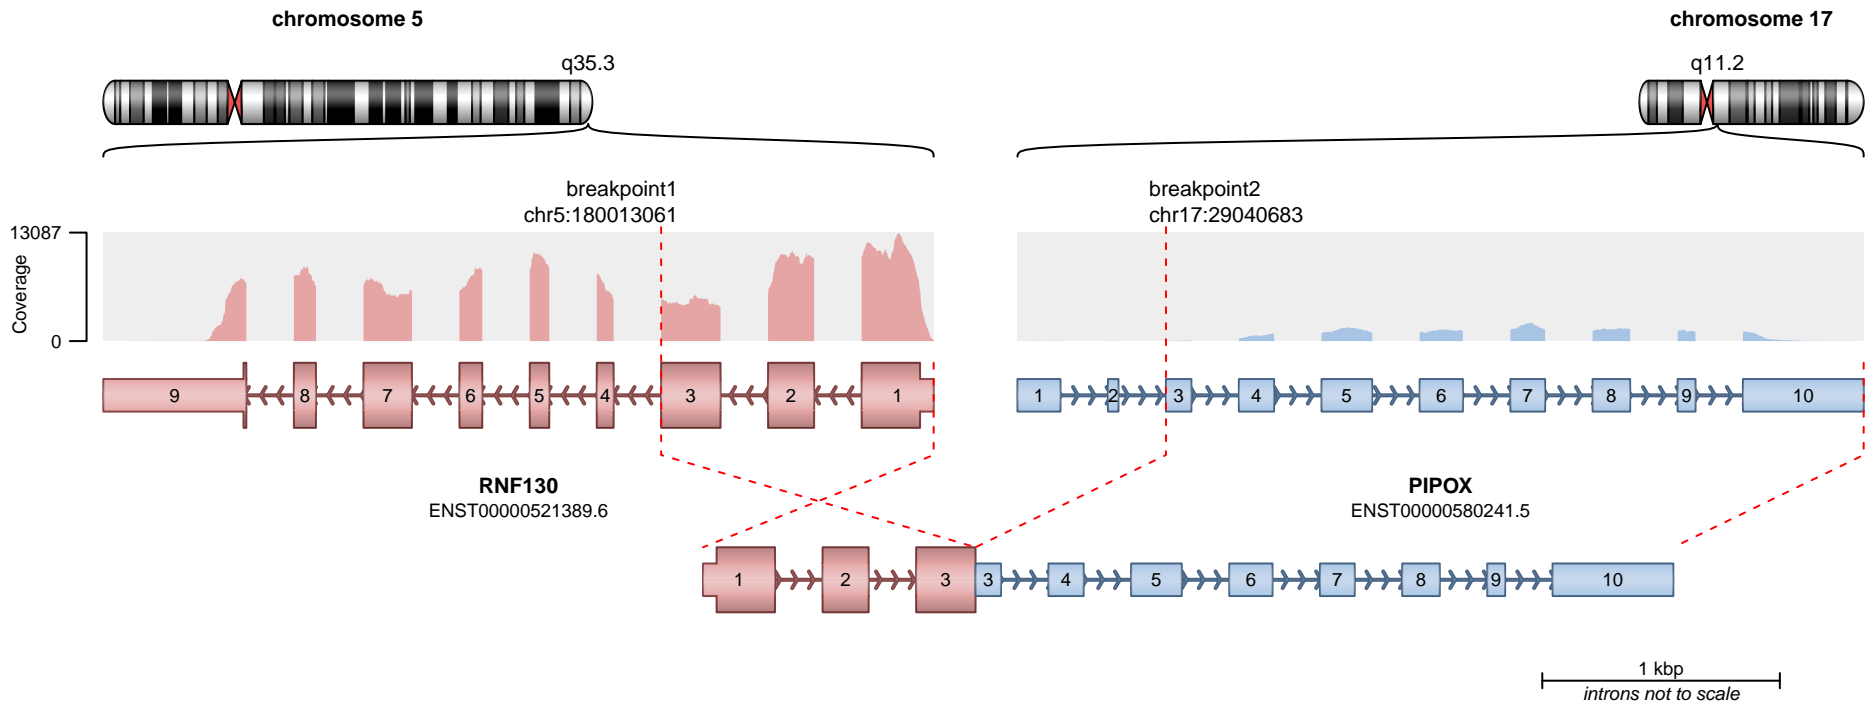 chromosome 5
chromosome 17
q35.3
q11.2
breakpoint1
chr5:180013061
breakpoint2
chr17:29040683
13087
Coverage
0
9 8 7 6 5 4 3 2 1
1 2 3 4 5 6 7 8 9 10
RNF130
ENST00000521389.6
PIPOX
ENST00000580241.5
1 2 3 3 4 5 6 7 8 9 10
1 kbp
introns not to scale